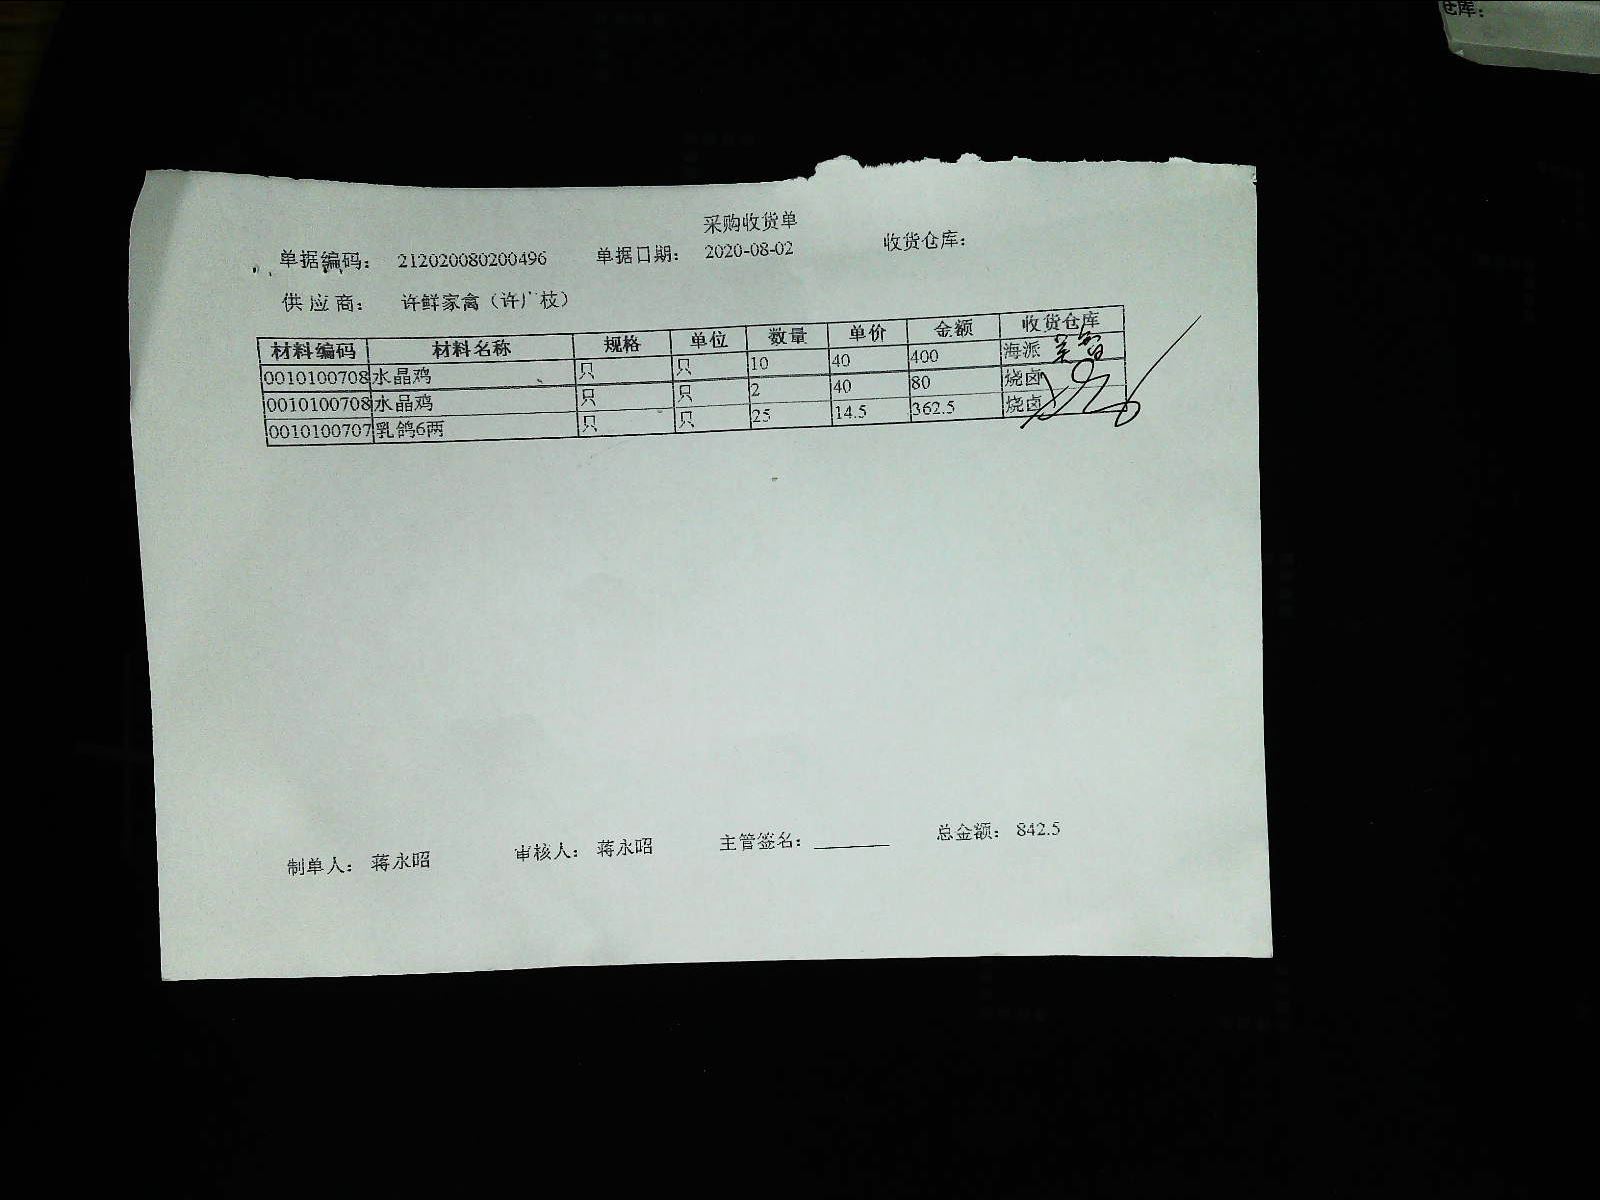 仓库：
采购收货单
单据编码： 212020080200496 单据日期： 2020-08-02 收货仓库：
供应商： 许鲜家禽（许广枝）
材料编码 材料名称 规格 单位 数量 单价 金额 收货仓库
0010100708 水晶鸡 只 只 10 40 400 海派
0010100708 水晶鸡 只 只 2 40 80 烧卤
0010100707 乳鸽6两 只 只 25 14.5 362.5 烧卤
制单人： 蒋永昭 审核人： 蒋永昭 主管签名： 总金额： 842.5